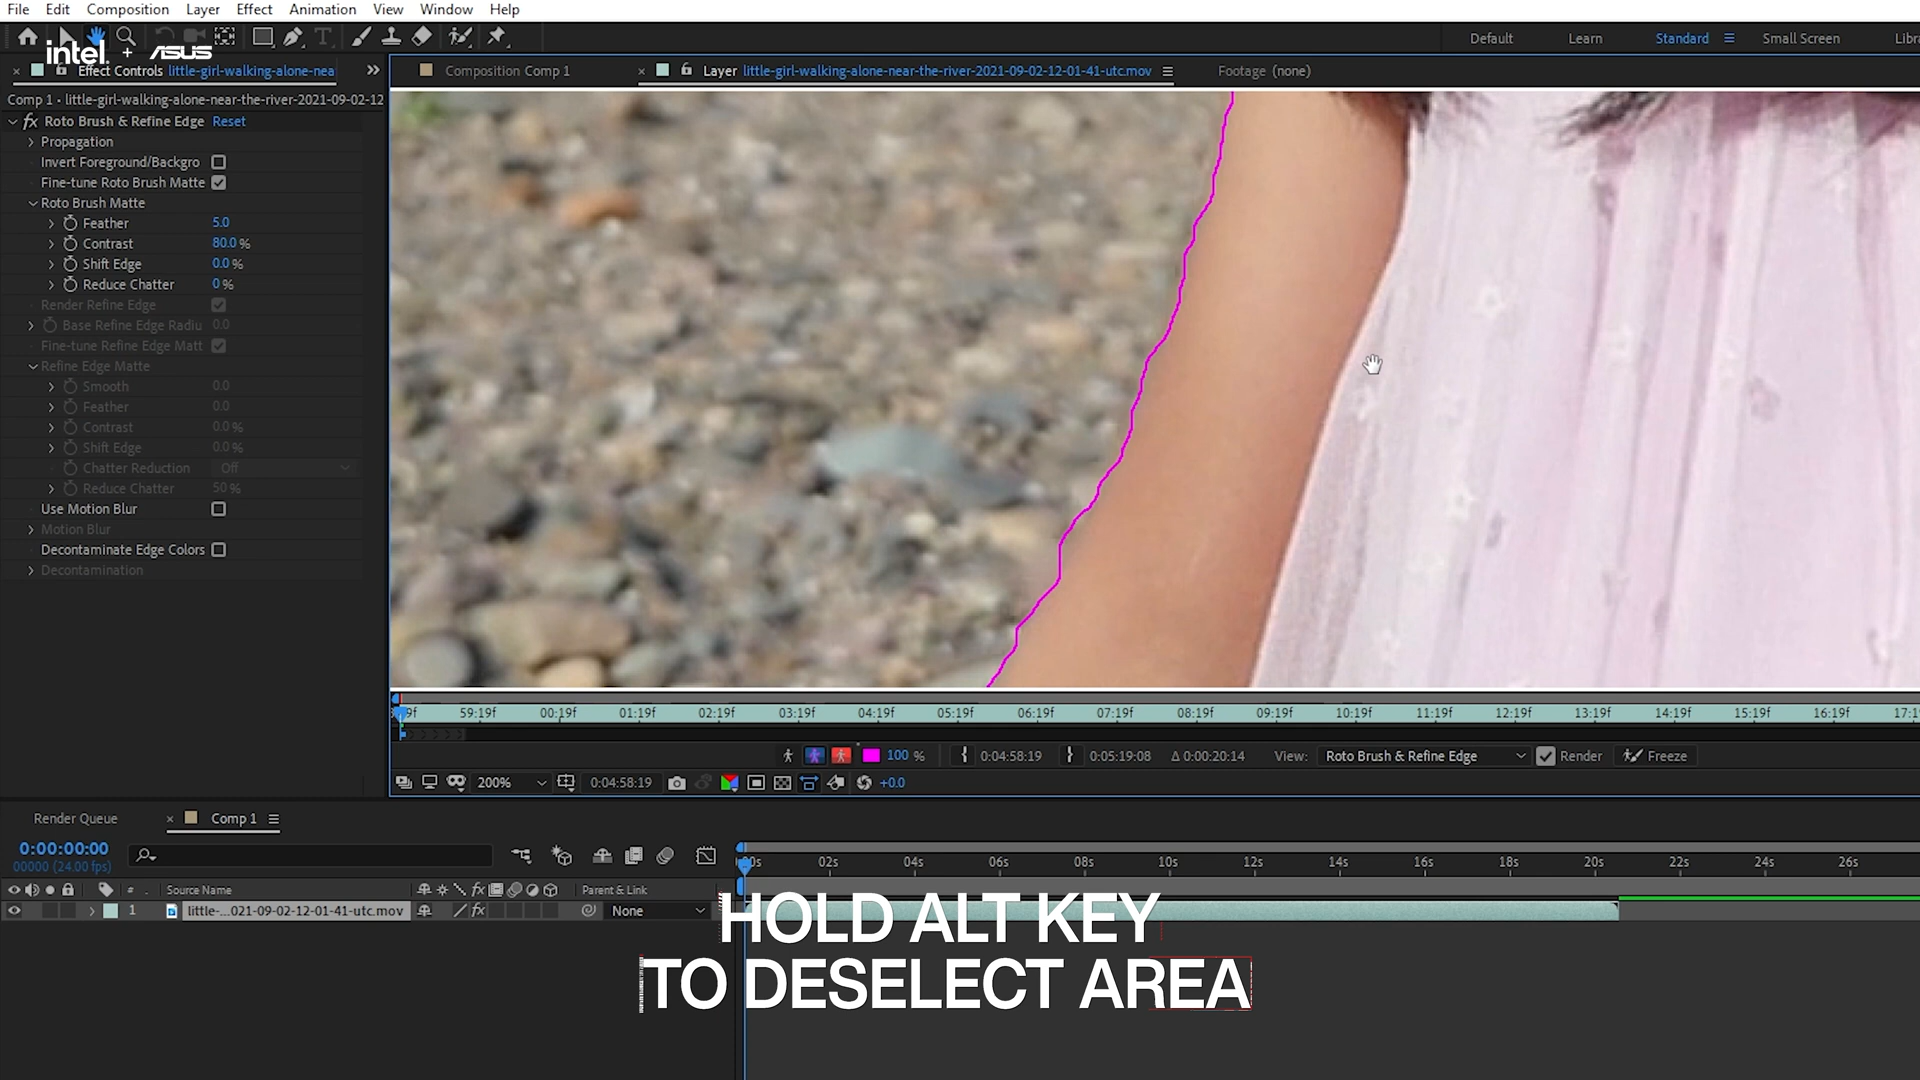 File Edit Composition Layer Effect Animation View Window Help
intel + ASUS
Default Learn Standard Small Screen
Effect Controls little-girl-walking-alone-nea
Composition Comp 1
Layer little-girl-walking-alone-near-the-river-2021-09-02-12-01-41-utc.mov
Footage (none)
Comp 1 • little-girl-walking-alone-near-the-river-2021-09-02-12
fx Roto Brush & Refine Edge Reset
Propagation
Invert Foreground/Backgro
Fine-tune Roto Brush Matte
Roto Brush Matte
Feather 5.0
Contrast 80.0 %
Shift Edge 0.0 %
Reduce Chatter 0 %
Render Refine Edge
Base Refine Edge Radiu 0.0
Fine-tune Refine Edge Matt
Refine Edge Matte
Smooth 0.0
Feather 0.0
Contrast 0.0 %
Shift Edge 0.0 %
Chatter Reduction Off
Reduce Chatter 50 %
Use Motion Blur
Motion Blur
Decontaminate Edge Colors
Decontamination
59:19f 00:19f 01:19f 02:19f 03:19f 04:19f 05:19f 06:19f 07:19f 08:19f 09:19f 10:19f 11:19f 12:19f 13:19f 14:19f 15:19f 16:19f
100 % 0:04:58:19 0:05:19:08 Δ 0:00:20:14 View: Roto Brush & Refine Edge Render Freeze
200% 0:04:58:19 +0.0
Render Queue Comp 1
0:00:00:00
00000 (24.00 fps)
02s 04s 06s 08s 10s 12s 14s 16s 18s 20s 22s 24s 26s
# Source Name fx Parent & Link
1 little-...021-09-02-12-01-41-utc.mov fx None
HOLD ALT KEY
TO DESELECT AREA